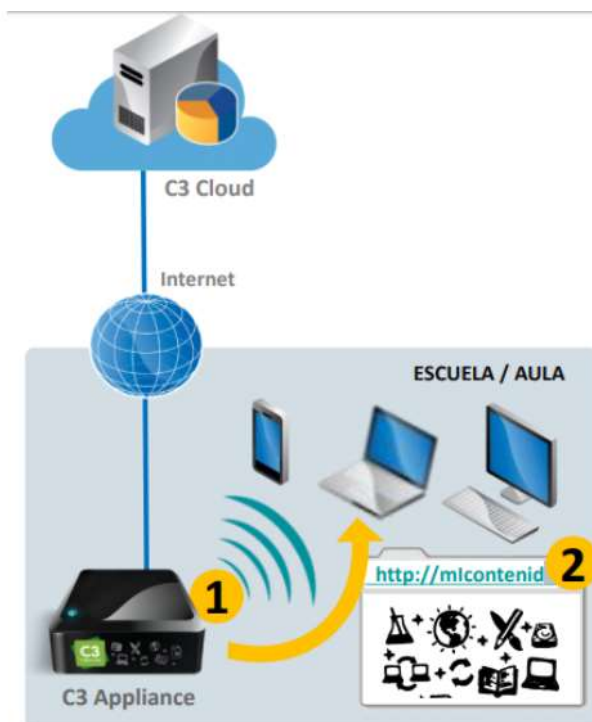 C3 Cloud
Internet
ESCUELA / AULA
1
2
http://mIcontenid
C3
C3 Appliance